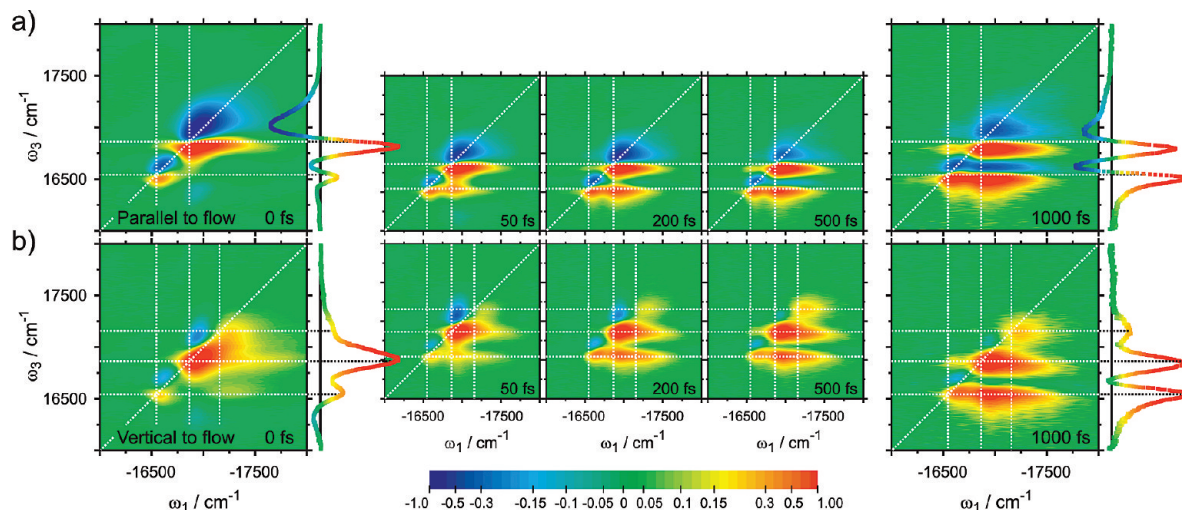 a)
17500
16500
ω₃ / cm⁻¹
Parallel to flow 0 fs
50 fs
200 fs
500 fs
-16500 -17500
17500
16500
1000 fs
b)
17500
16500
ω₃ / cm⁻¹
Vertical to flow 0 fs
50 fs
200 fs
500 fs
1000 fs
-16500 -17500
ω₁ / cm⁻¹
-16500 -17500
ω₁ / cm⁻¹
-16500 -17500
ω₁ / cm⁻¹
-16500 -17500
ω₁ / cm⁻¹
-16500 -17500
ω₁ / cm⁻¹
-1.0 -0.5 -0.3 -0.15 -0.1 -0.05 0 0.05 0.15 0.3 0.5 1.00